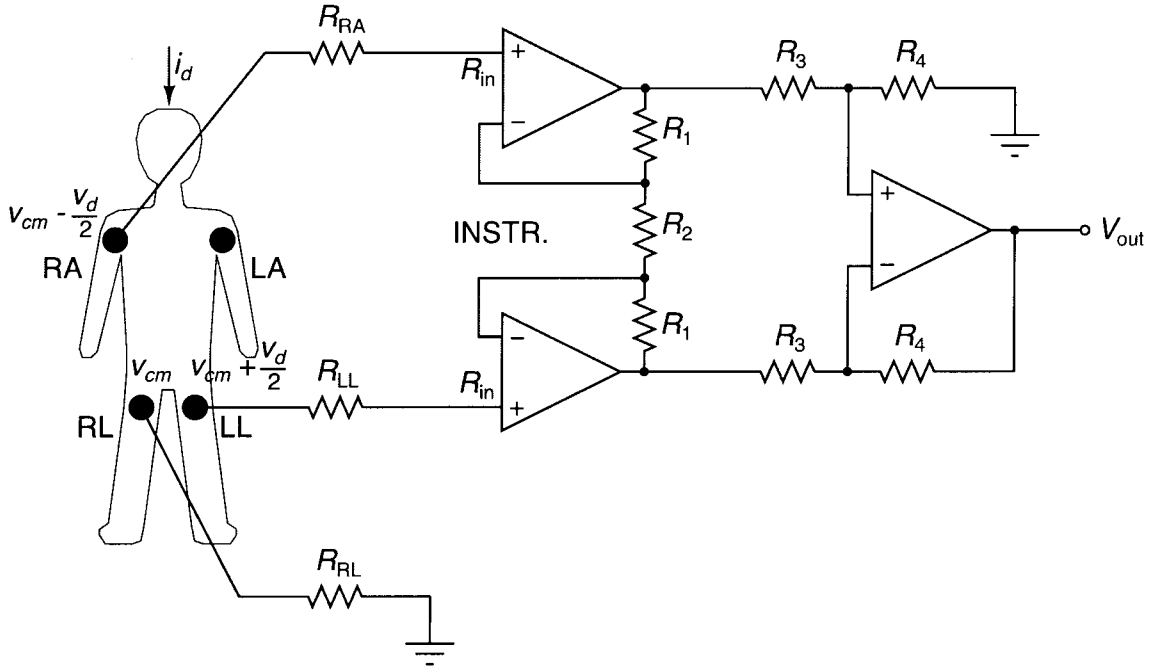 R_RA
i_d
R_in
+
−
R_1
R_3
R_4
v_cm - v_d/2
RA
LA
INSTR.
R_2
+
−
V_out
v_cm
v_cm + v_d/2
R_LL
R_in
−
+
R_1
R_3
R_4
RL
LL
R_RL